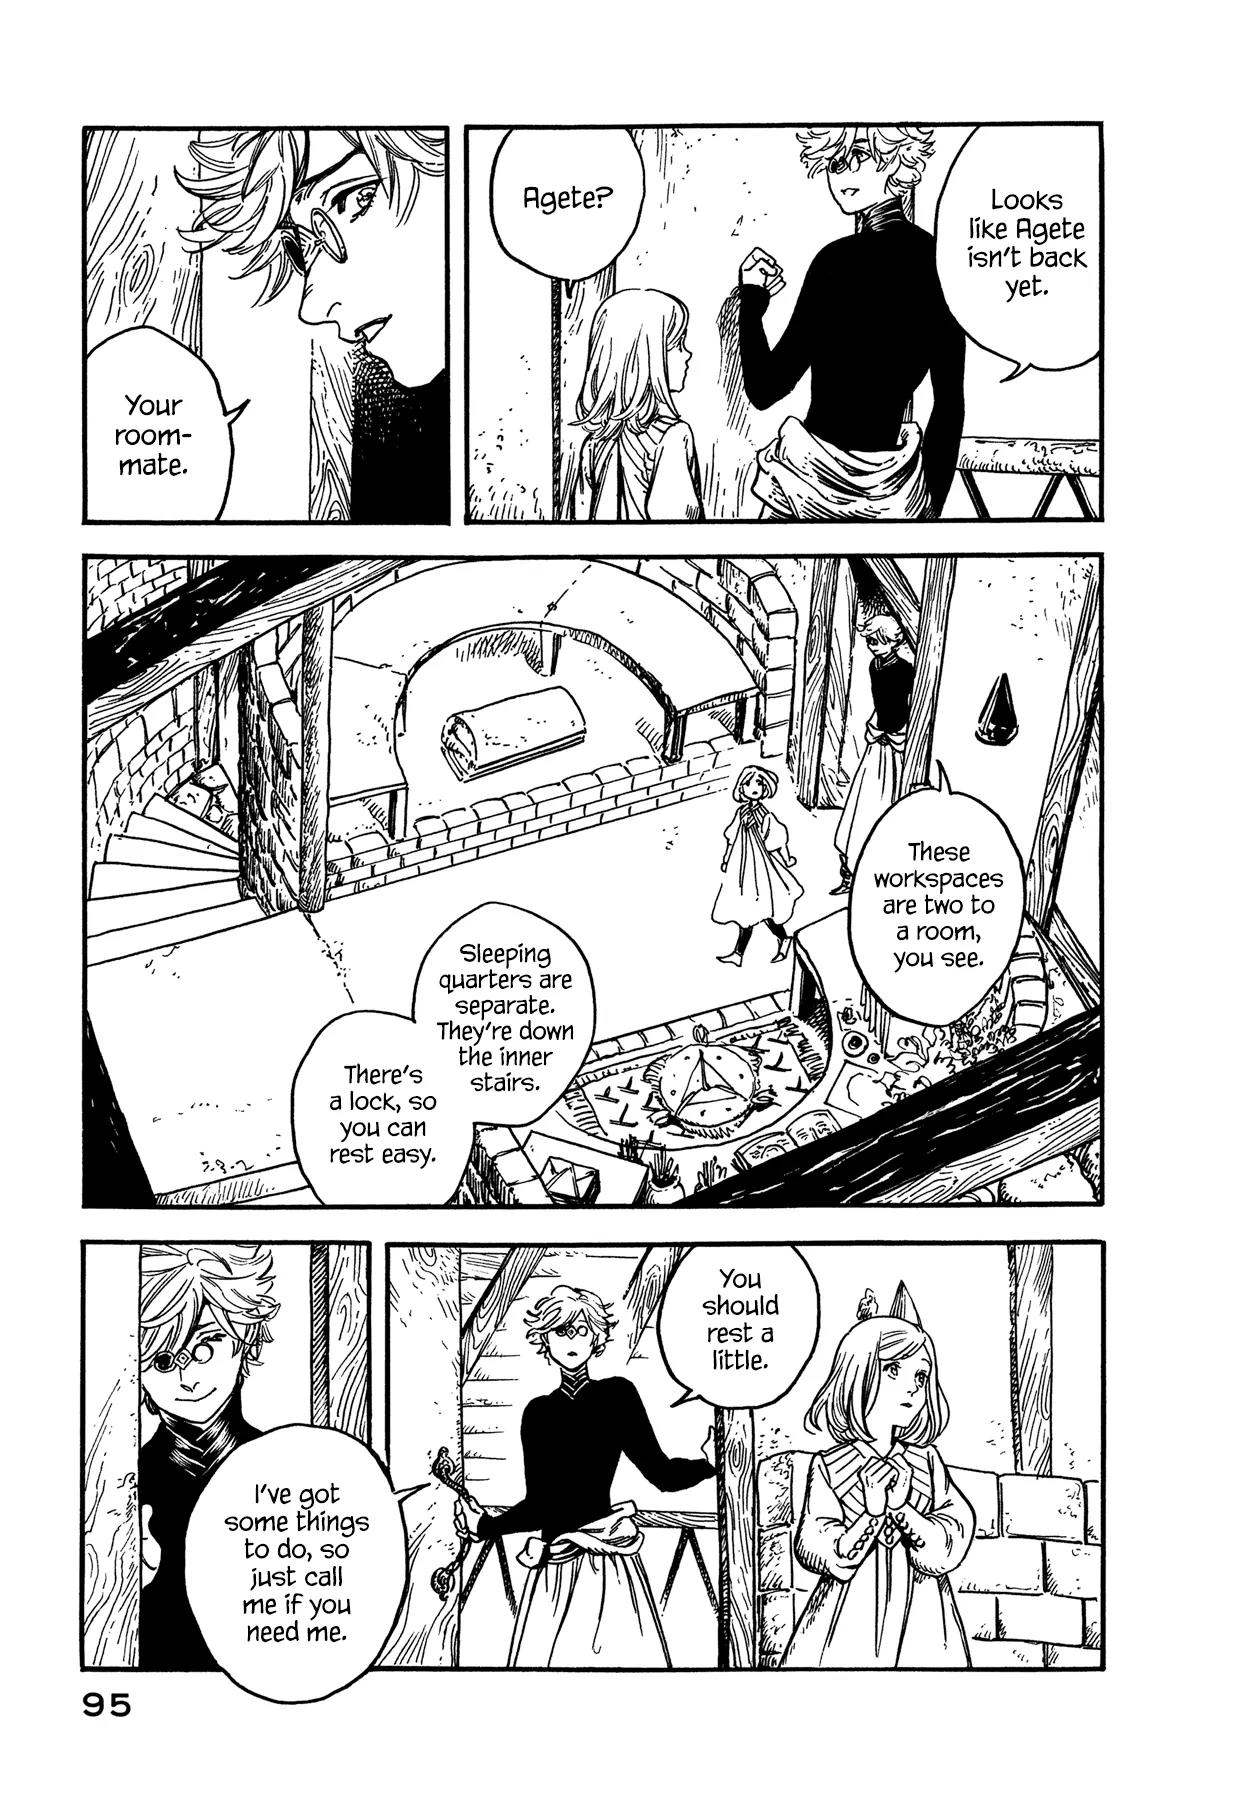 Looks
like Agete
isn't back
yet.
Agete?
Your
room-
mate.
These
workspaces
are two to
a room,
you see.
Sleeping
quarters are
separate.
They're down
the inner
stairs.
There's
a lock, so
you can
rest easy.
You
should
rest a
little.
I've got
some things
to do, so
just call
me if you
need me.
95